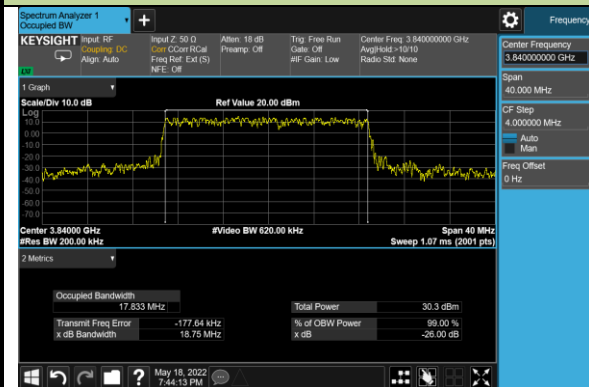 Spectrum Analyzer 1
Occupied BW
+
Frequency
KEYSIGHT Input: RF
Coupling: DC
Align: Auto
Input Z: 50 Ω
Corr CCorr RCal
Freq Ref: Ext (S)
NFE: Off
Atten: 18 dB
Preamp: Off
Trig: Free Run
Gate: Off
#IF Gain: Low
Center Freq: 3.840000000 GHz
Avg|Hold:>10/10
Radio Std: None
Center Frequency
3.840000000 GHz
Span
40.000 MHz
CF Step
4.000000 MHz
Auto
Man
Freq Offset
0 Hz
1 Graph
Scale/Div 10.0 dB
Ref Value 20.00 dBm
Log
10.0
0.00
-10.0
-20.0
-30.0
-40.0
-50.0
-60.0
-70.0
Center 3.84000 GHz
#Video BW 620.00 kHz
Span 40 MHz
#Res BW 200.00 kHz
Sweep 1.07 ms (2001 pts)
2 Metrics
Occupied Bandwidth
17.833 MHz
Total Power 30.3 dBm
Transmit Freq Error -177.64 kHz
% of OBW Power 99.00 %
x dB Bandwidth 18.75 MHz
x dB -26.00 dB
?
May 18, 2022
7:44:13 PM